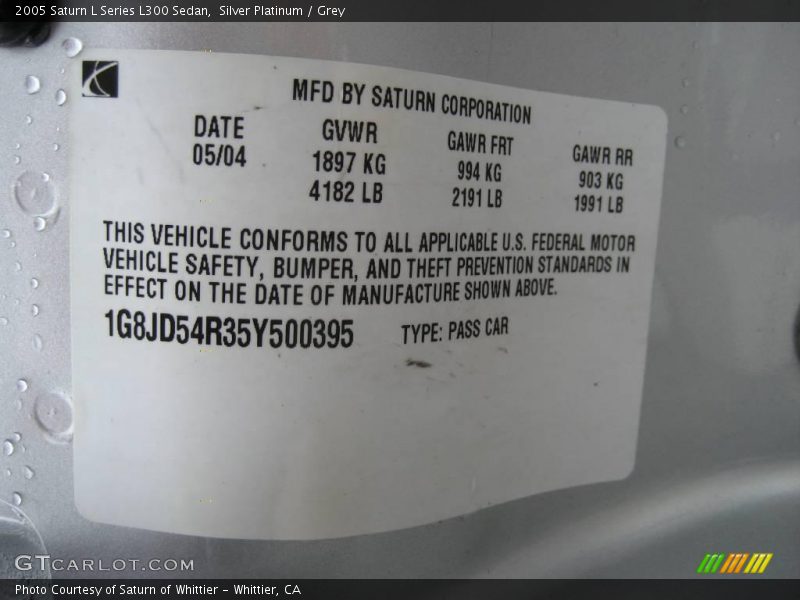 2005 Saturn L Series L300 Sedan,  Silver Platinum / Grey
MFD BY SATURN CORPORATION
DATE GVWR GAWR FRT GAWR RR
05/04 1897 KG 994 KG 903 KG
4182 LB 2191 LB 1991 LB
THIS VEHICLE CONFORMS TO ALL APPLICABLE U.S. FEDERAL MOTOR
VEHICLE SAFETY, BUMPER, AND THEFT PREVENTION STANDARDS IN
EFFECT ON THE DATE OF MANUFACTURE SHOWN ABOVE.
1G8JD54R35Y500395 TYPE: PASS CAR
GTCARLOT.COM
Photo Courtesy of Saturn of Whittier - Whittier, CA